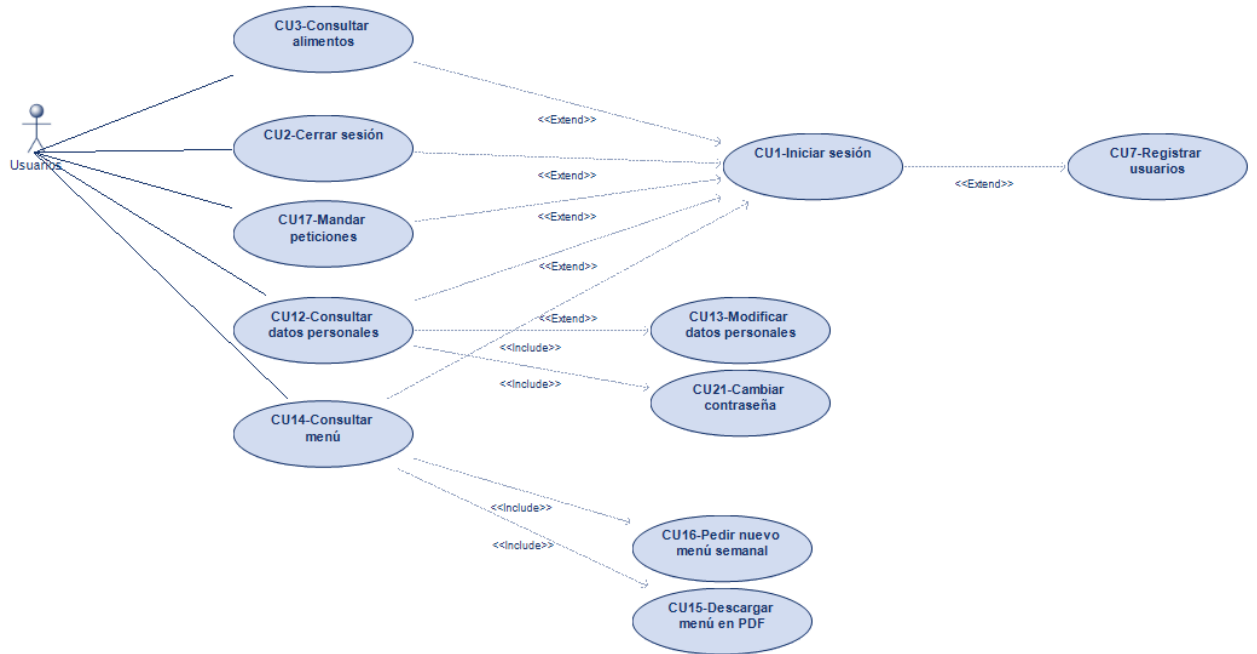 CU3-Consultar
alimentos
Usuarios
CU2-Cerrar sesión
CU17-Mandar
peticiones
CU12-Consultar
datos personales
CU14-Consultar
menú
<<Extend>>
<<Extend>>
<<Extend>>
<<Extend>>
<<Extend>>
<<Include>>
<<Include>>
<<Include>>
<<Include>>
CU1-Iniciar sesión
<<Extend>>
CU7-Registrar
usuarios
CU13-Modificar
datos personales
CU21-Cambiar
contraseña
CU16-Pedir nuevo
menú semanal
CU15-Descargar
menú en PDF